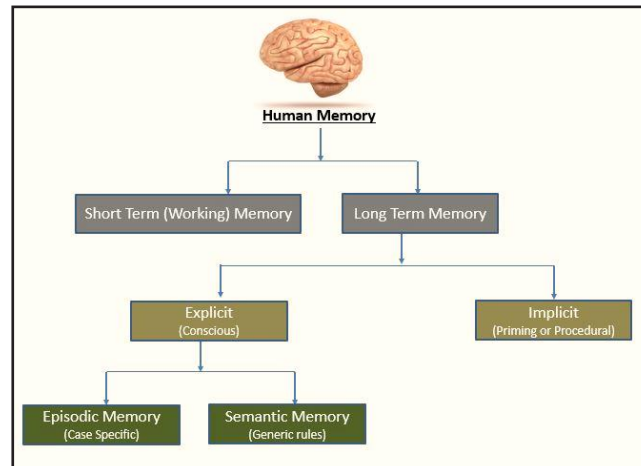 Human Memory
Short Term (Working) Memory
Long Term Memory
Explicit
(Conscious)
Implicit
(Priming or Procedural)
Episodic Memory
(Case Specific)
Semantic Memory
(Generic rules)